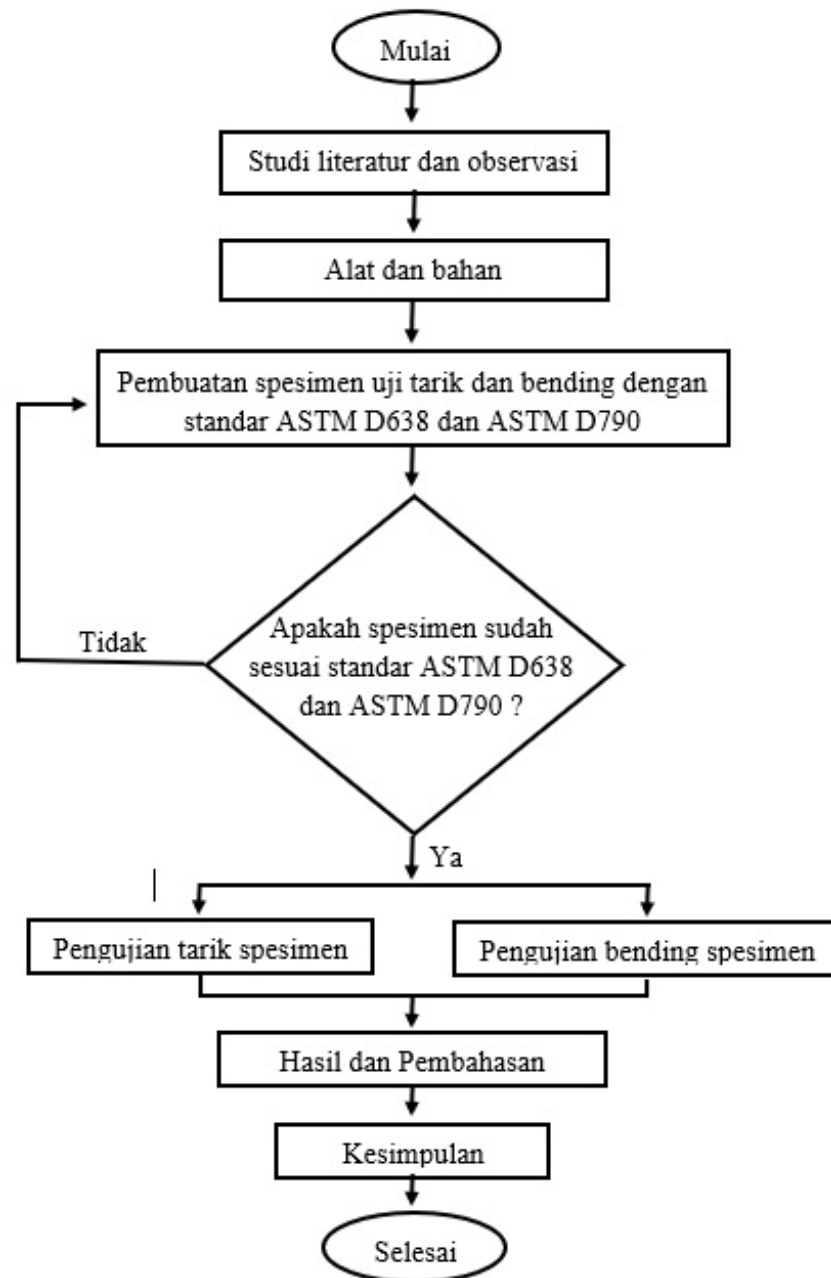 Mulai
Studi literatur dan observasi
Alat dan bahan
Pembuatan spesimen uji tarik dan bending dengan
standar ASTM D638 dan ASTM D790
Apakah spesimen sudah
sesuai standar ASTM D638
dan ASTM D790 ?
Tidak
Ya
Pengujian tarik spesimen
Pengujian bending spesimen
Hasil dan Pembahasan
Kesimpulan
Selesai